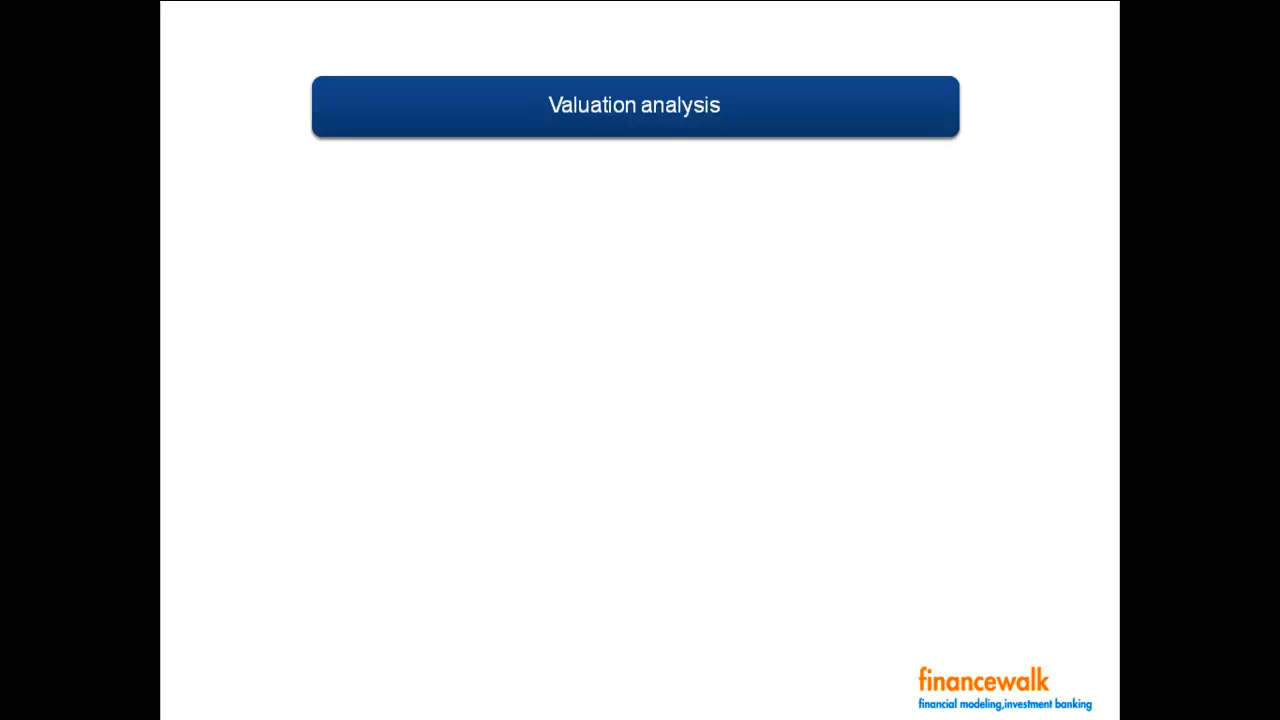 Valuation analysis
financewalk
financial modeling,investment banking